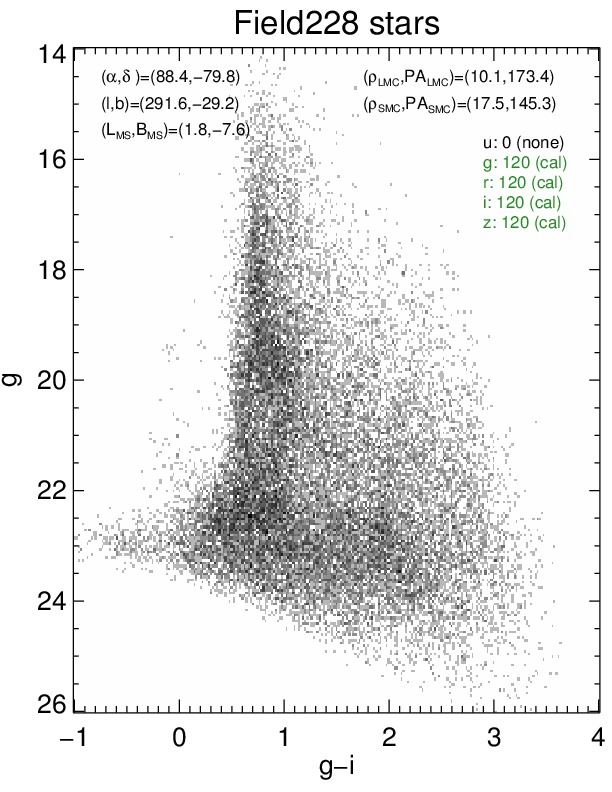 Field228 stars
(α,δ )=(88.4,−79.8)
(ρLMC,PALMC)=(10.1,173.4)
(l,b)=(291.6,−29.2)
(ρSMC,PASMC)=(17.5,145.3)
(LMS,BMS)=(1.8,−7.6)
u: 0 (none)
g: 120 (cal)
r: 120 (cal)
i: 120 (cal)
z: 120 (cal)
14
16
18
20
22
24
26
g
−1 0 1 2 3 4
g−i